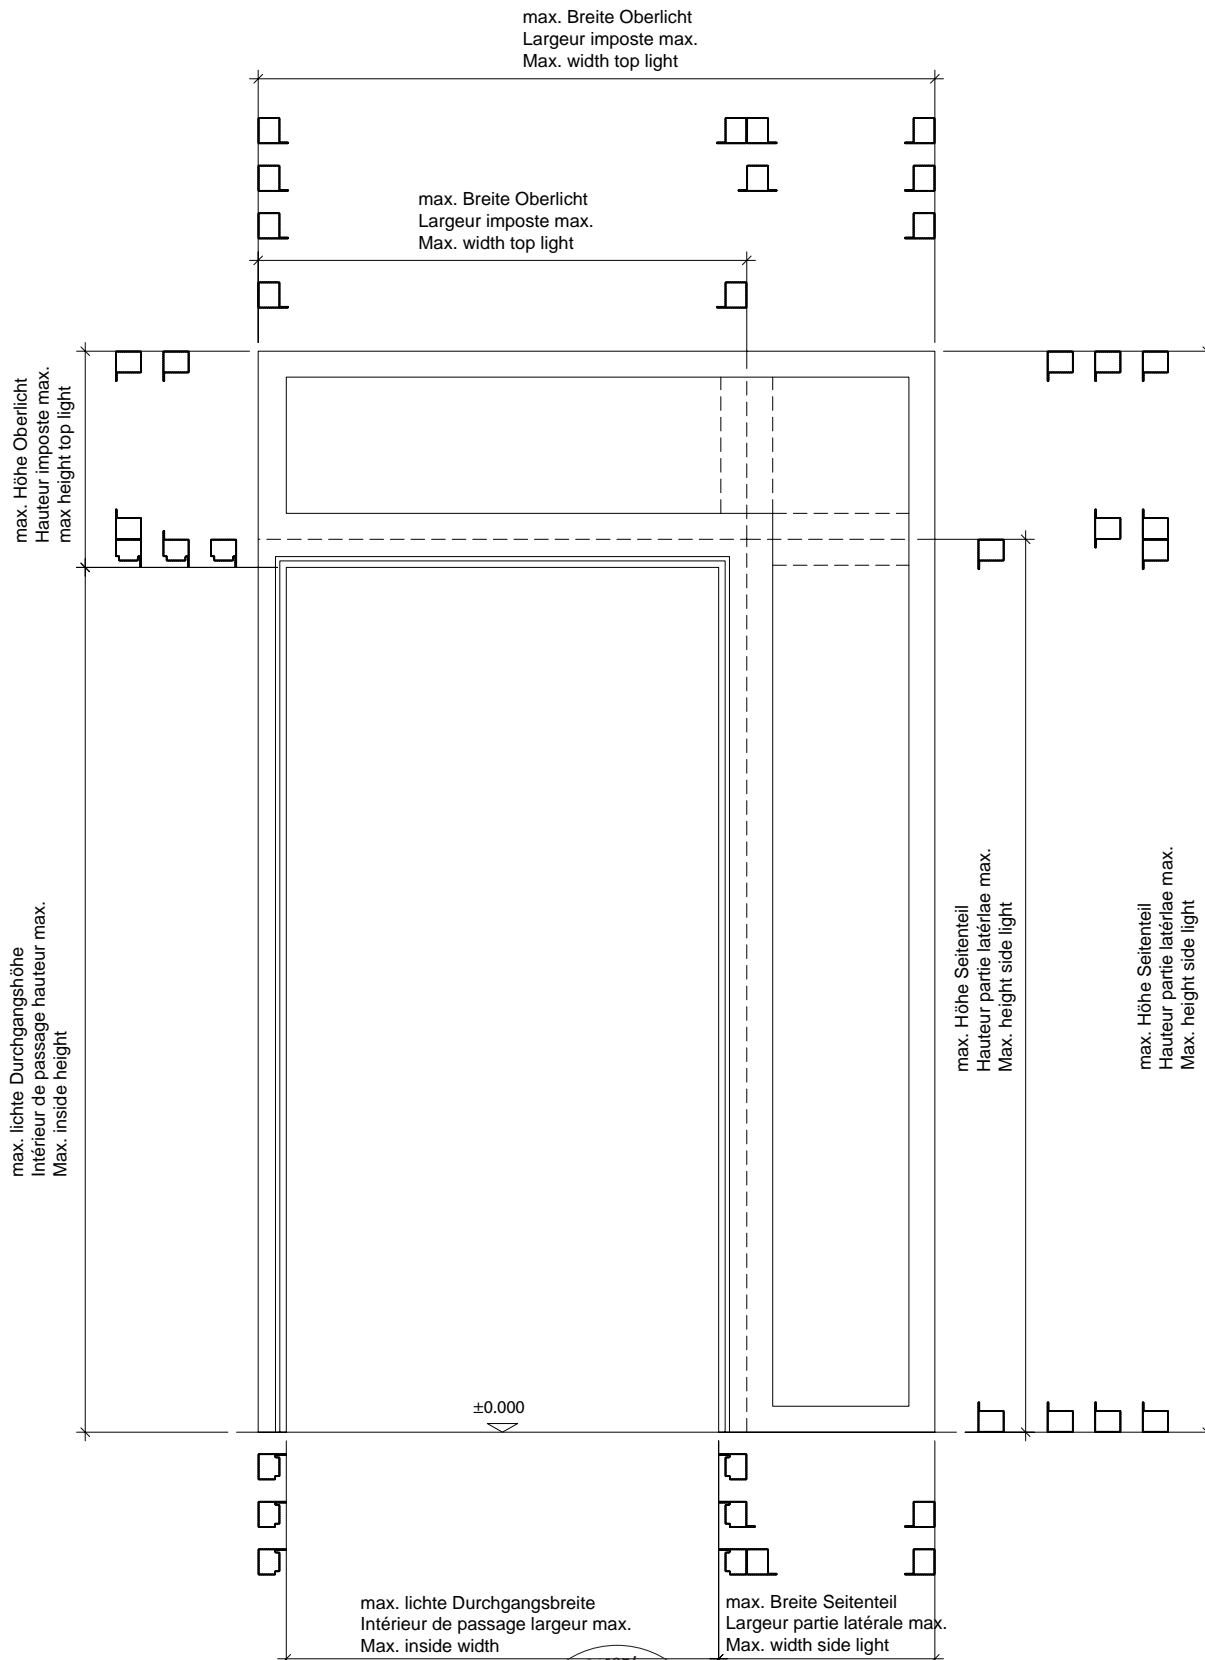 max. Breite Oberlicht
Largeur imposte max.
Max. width top light
max. Breite Oberlicht
Largeur imposte max.
Max. width top light
max. Höhe Oberlicht
Hauteur imposte max.
max height top light
max. lichte Durchgangshöhe
Intérieur de passage hauteur max.
Max. inside height
max. Höhe Seitenteil
Hauteur partie latérlae max.
Max. height side light
max. Höhe Seitenteil
Hauteur partie latérlae max.
Max. height side light
±0.000
max. lichte Durchgangsbreite
Intérieur de passage largeur max.
Max. inside width
max. Breite Seitenteil
Largeur partie latérale max.
Max. width side light